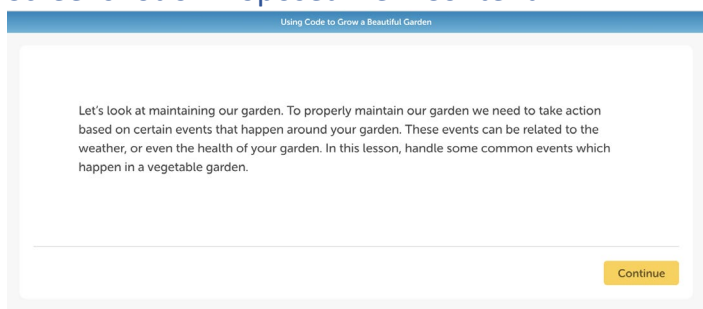 Using Code to Grow a Beautiful Garden
Let's look at maintaining our garden. To properly maintain our garden we need to take action
based on certain events that happen around your garden. These events can be related to the
weather, or even the health of your garden. In this lesson, handle some common events which
happen in a vegetable garden.
Continue